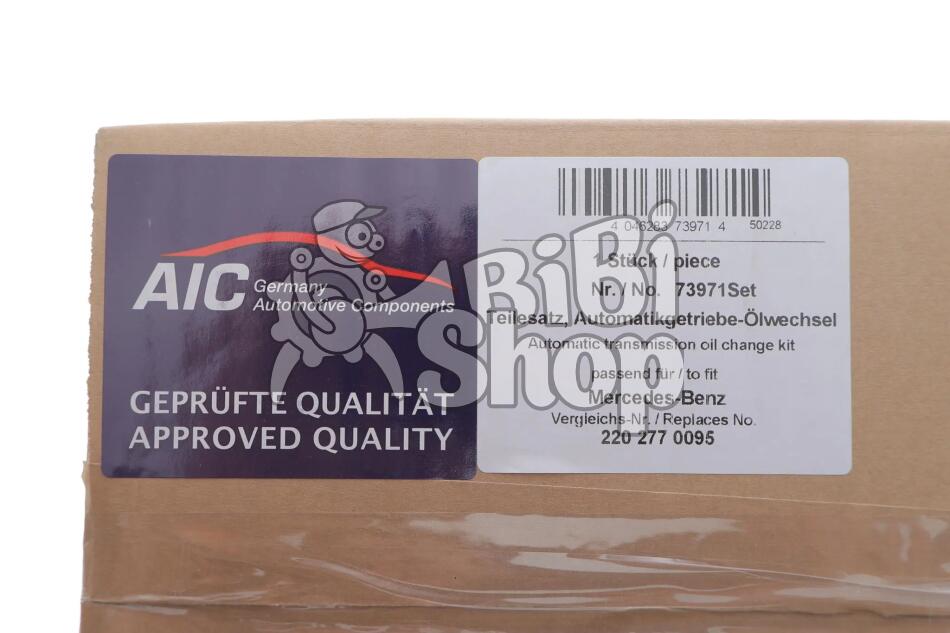 AIC Germany
Automotive Components
GEPRÜFTE QUALITÄT
APPROVED QUALITY
4 046283 73971 4 50228
1 Stück / piece
Nr. / No. 73971Set
Teilesatz, Automatikgetriebe-Ölwechsel
Automatic transmission oil change kit
passend für / to fit
Mercedes-Benz
Vergleichs-Nr. / Replaces No.
220 277 0095
BiBi
Shop